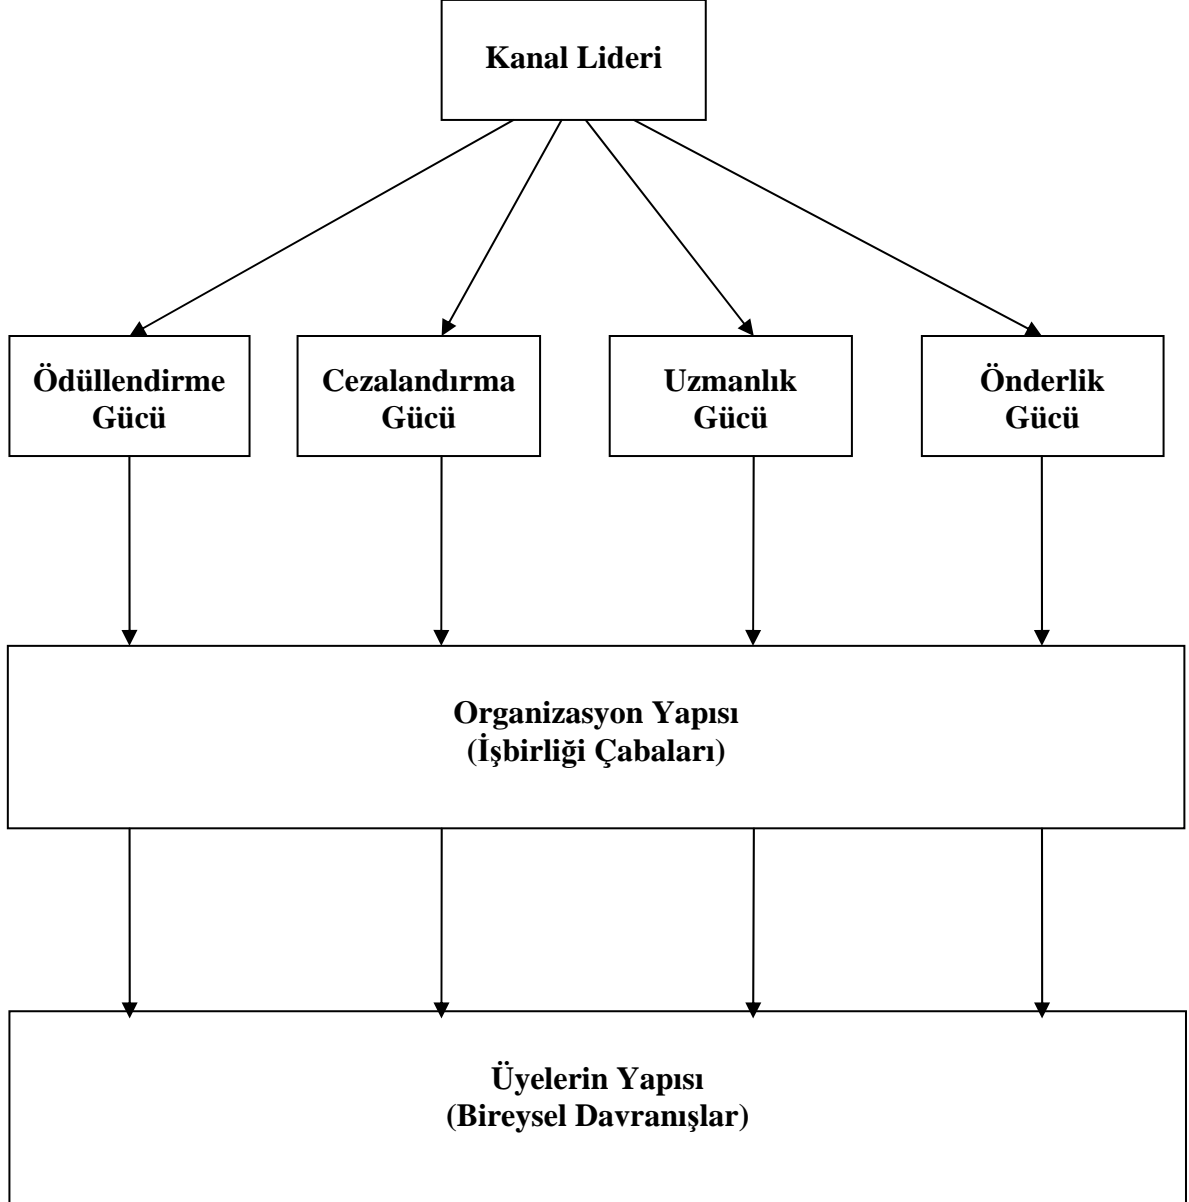 Kanal Lideri
Ödüllendirme
Gücü
Cezalandırma
Gücü
Uzmanlık
Gücü
Önderlik
Gücü
Organizasyon Yapısı
(İşbirliği Çabaları)
Üyelerin Yapısı
(Bireysel Davranışlar)